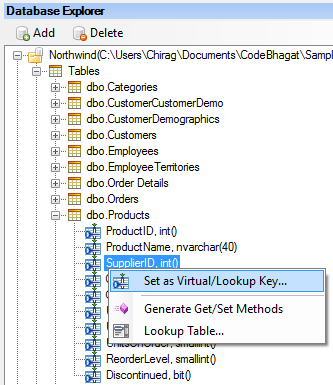 Database Explorer
Add Delete
Northwind(C:\Users\Chirag\Documents\CodeBhagat\Sampl
Tables
dbo.Categories
dbo.CustomerCustomerDemo
dbo.CustomerDemographics
dbo.Customers
dbo.Employees
dbo.EmployeeTerritories
dbo.Order Details
dbo.Orders
dbo.Products
ProductID, int()
ProductName, nvarchar(40)
SupplierID, int()
Set as Virtual/Lookup Key...
Generate Get/Set Methods
Lookup Table...
UnitsOnOrder, smallint()
ReorderLevel, smallint()
Discontinued, bit()